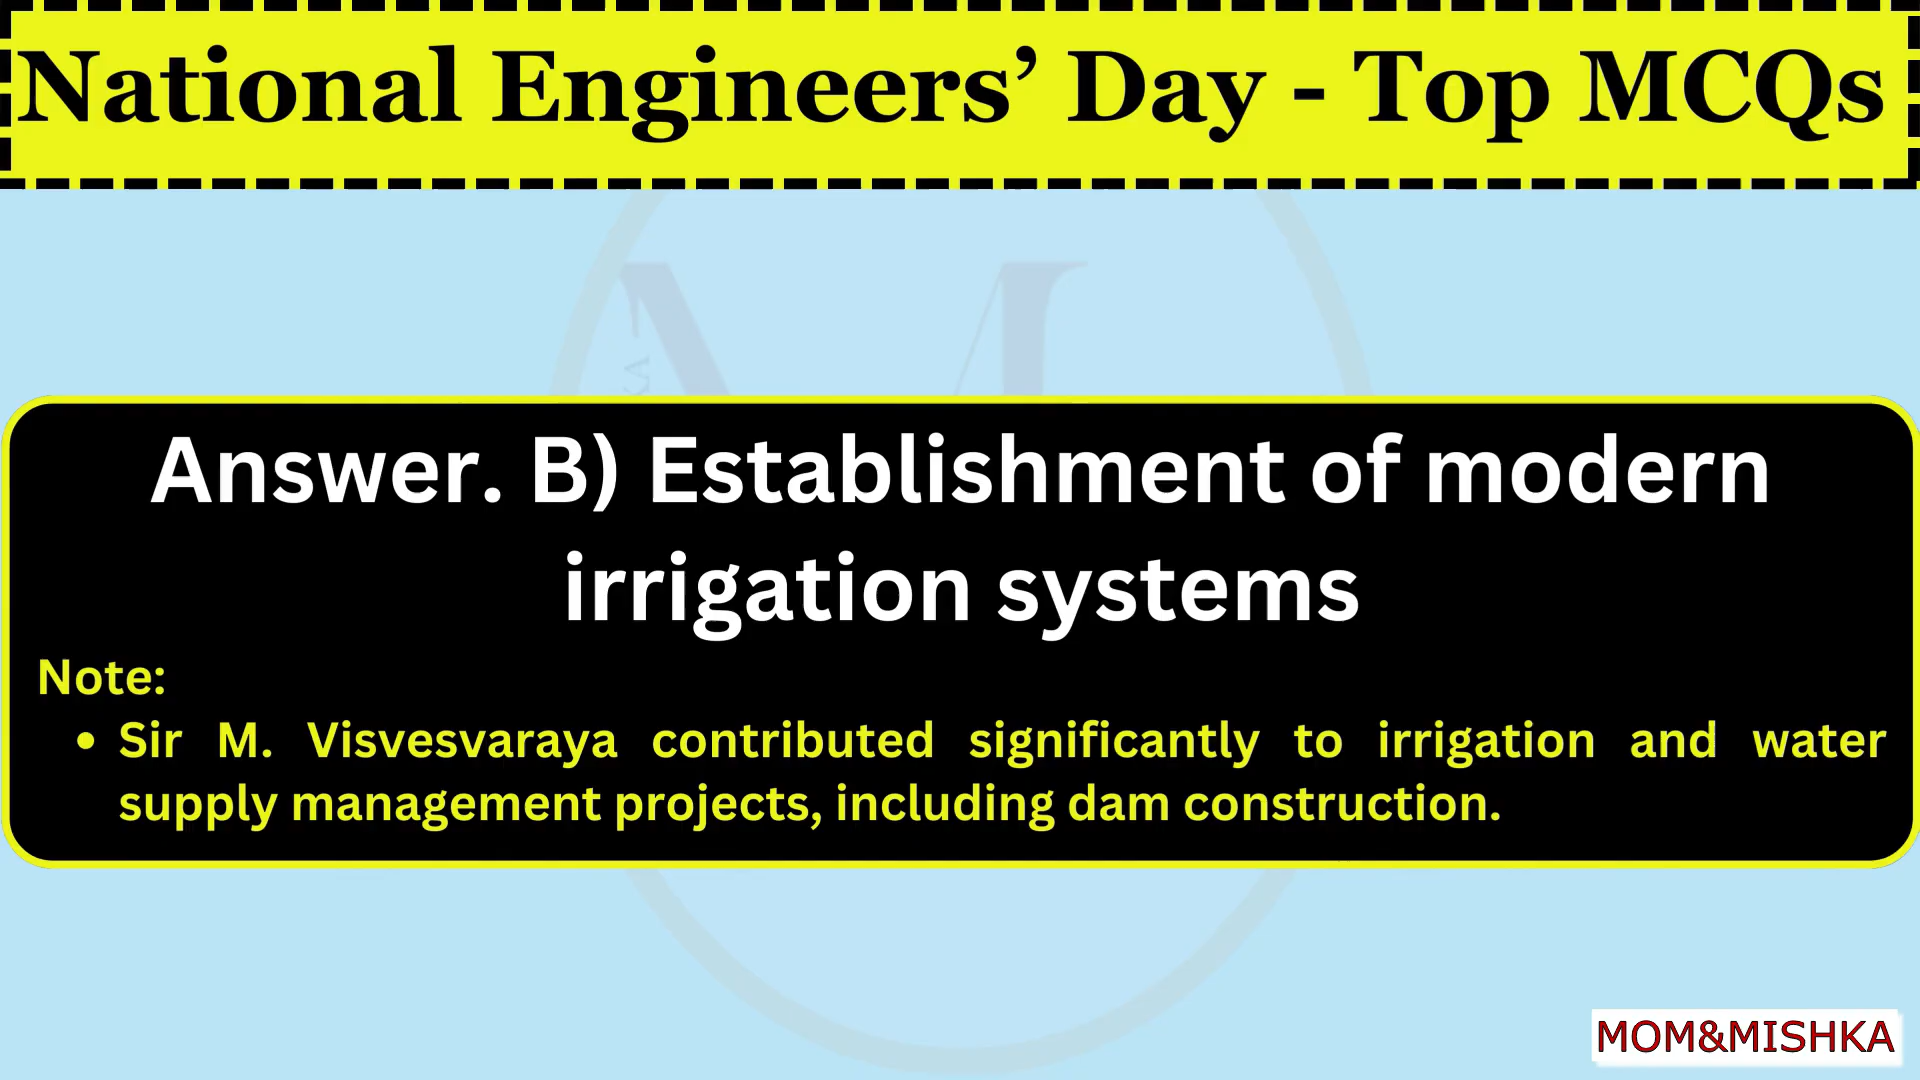 National Engineers’ Day - Top MCQs
Answer. B) Establishment of modern
irrigation systems
Note:
• Sir M. Visvesvaraya contributed significantly to irrigation and water
supply management projects, including dam construction.
MOM&MISHKA